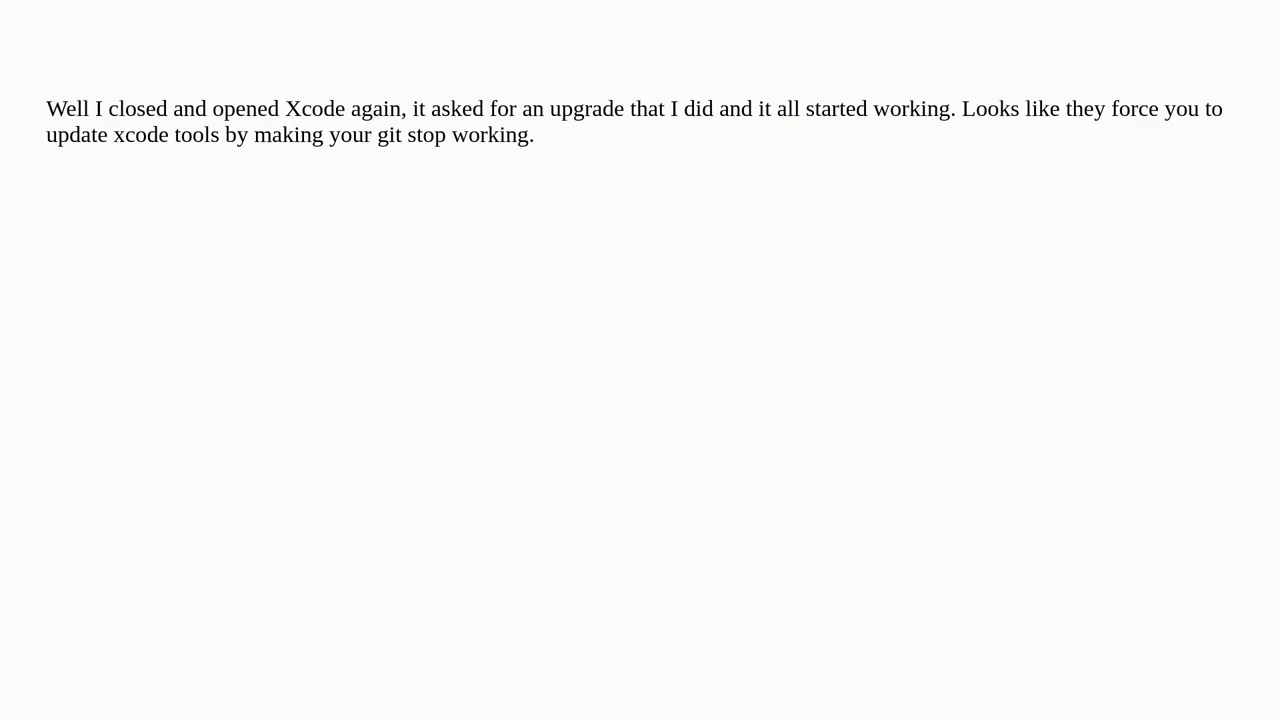 Well I closed and opened Xcode again, it asked for an upgrade that I did and it all started working. Looks like they force you to
update xcode tools by making your git stop working.